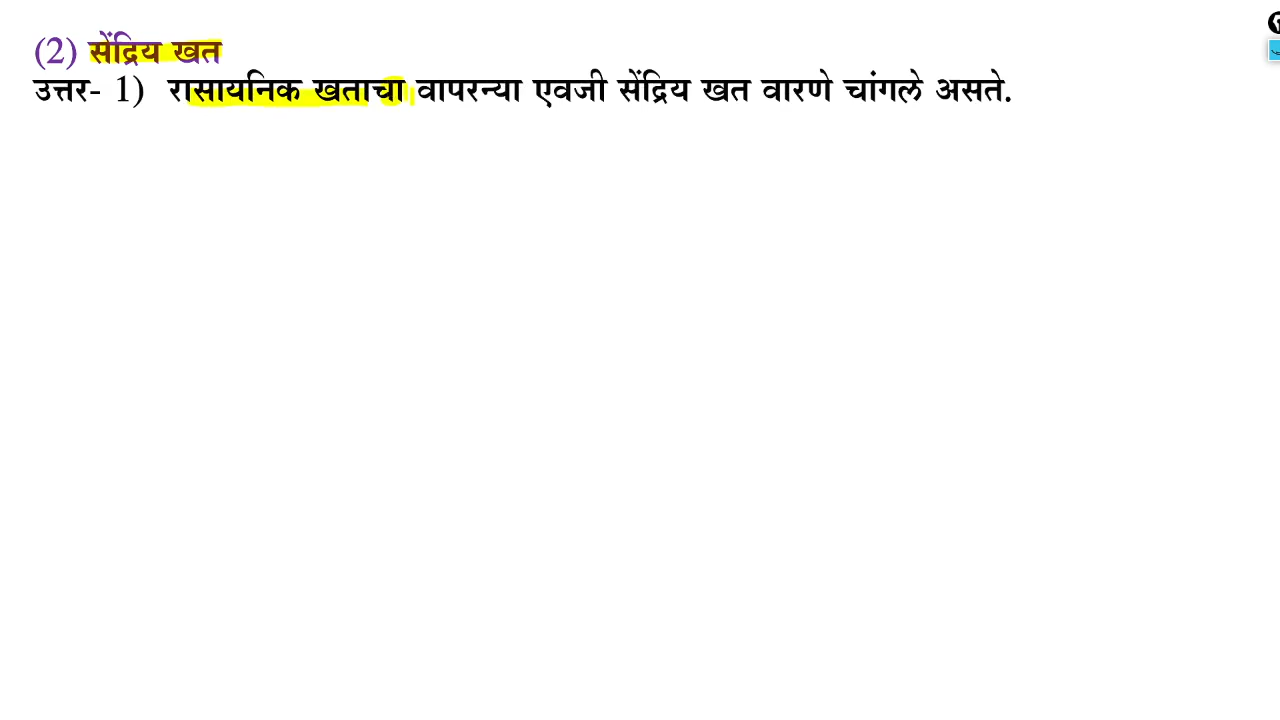 (2) सेंद्रिय खत
उत्तर- 1) रासायनिक खताचा वापरन्या एवजी सेंद्रिय खत वारणे चांगले असते.